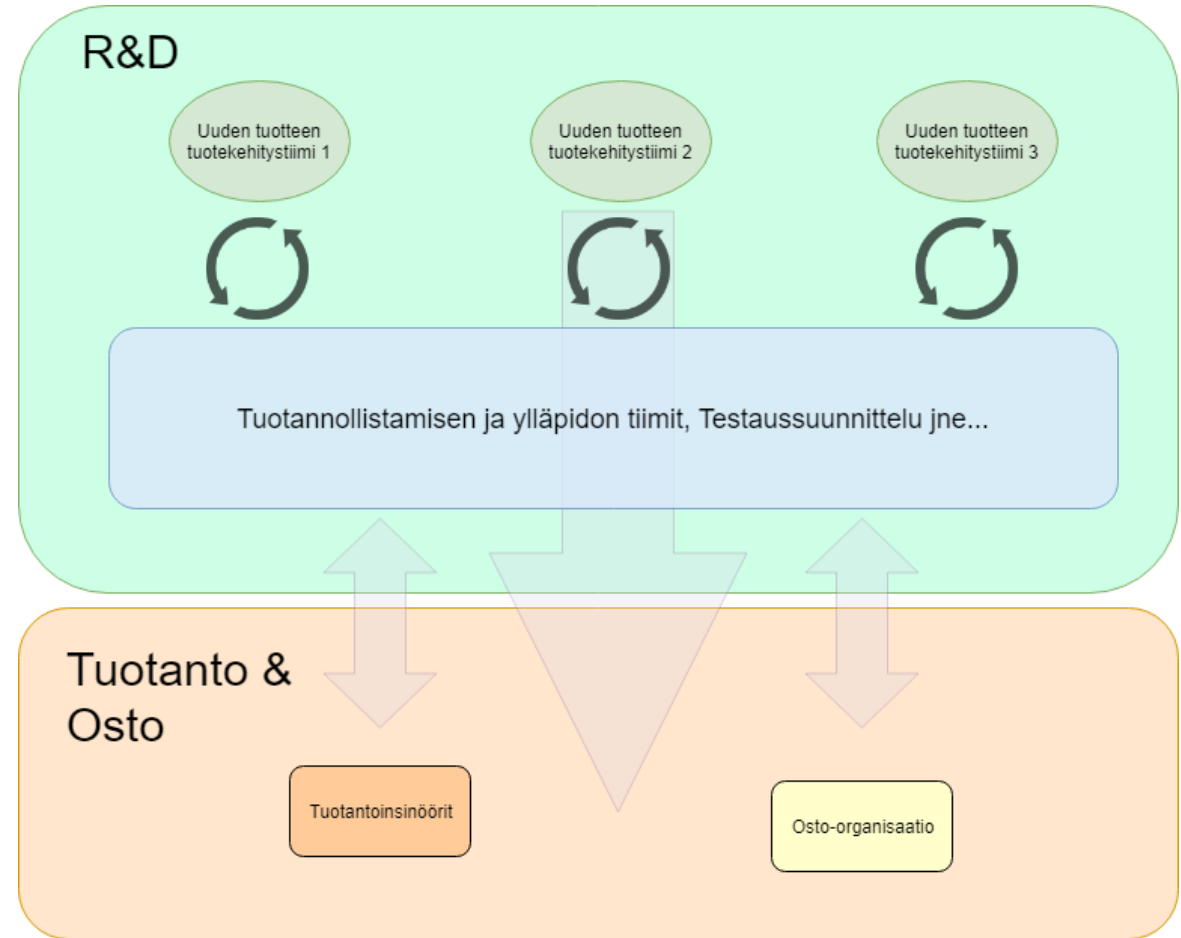 R&D
Uuden tuotteen
tuotekehitystiimi 1
Uuden tuotteen
tuotekehitystiimi 2
Uuden tuotteen
tuotekehitystiimi 3
Tuotannollistamisen ja ylläpidon tiimit, Testaussuunnittelu jne...
Tuotanto &
Osto
Tuotantoinsinöörit
Osto-organisaatio